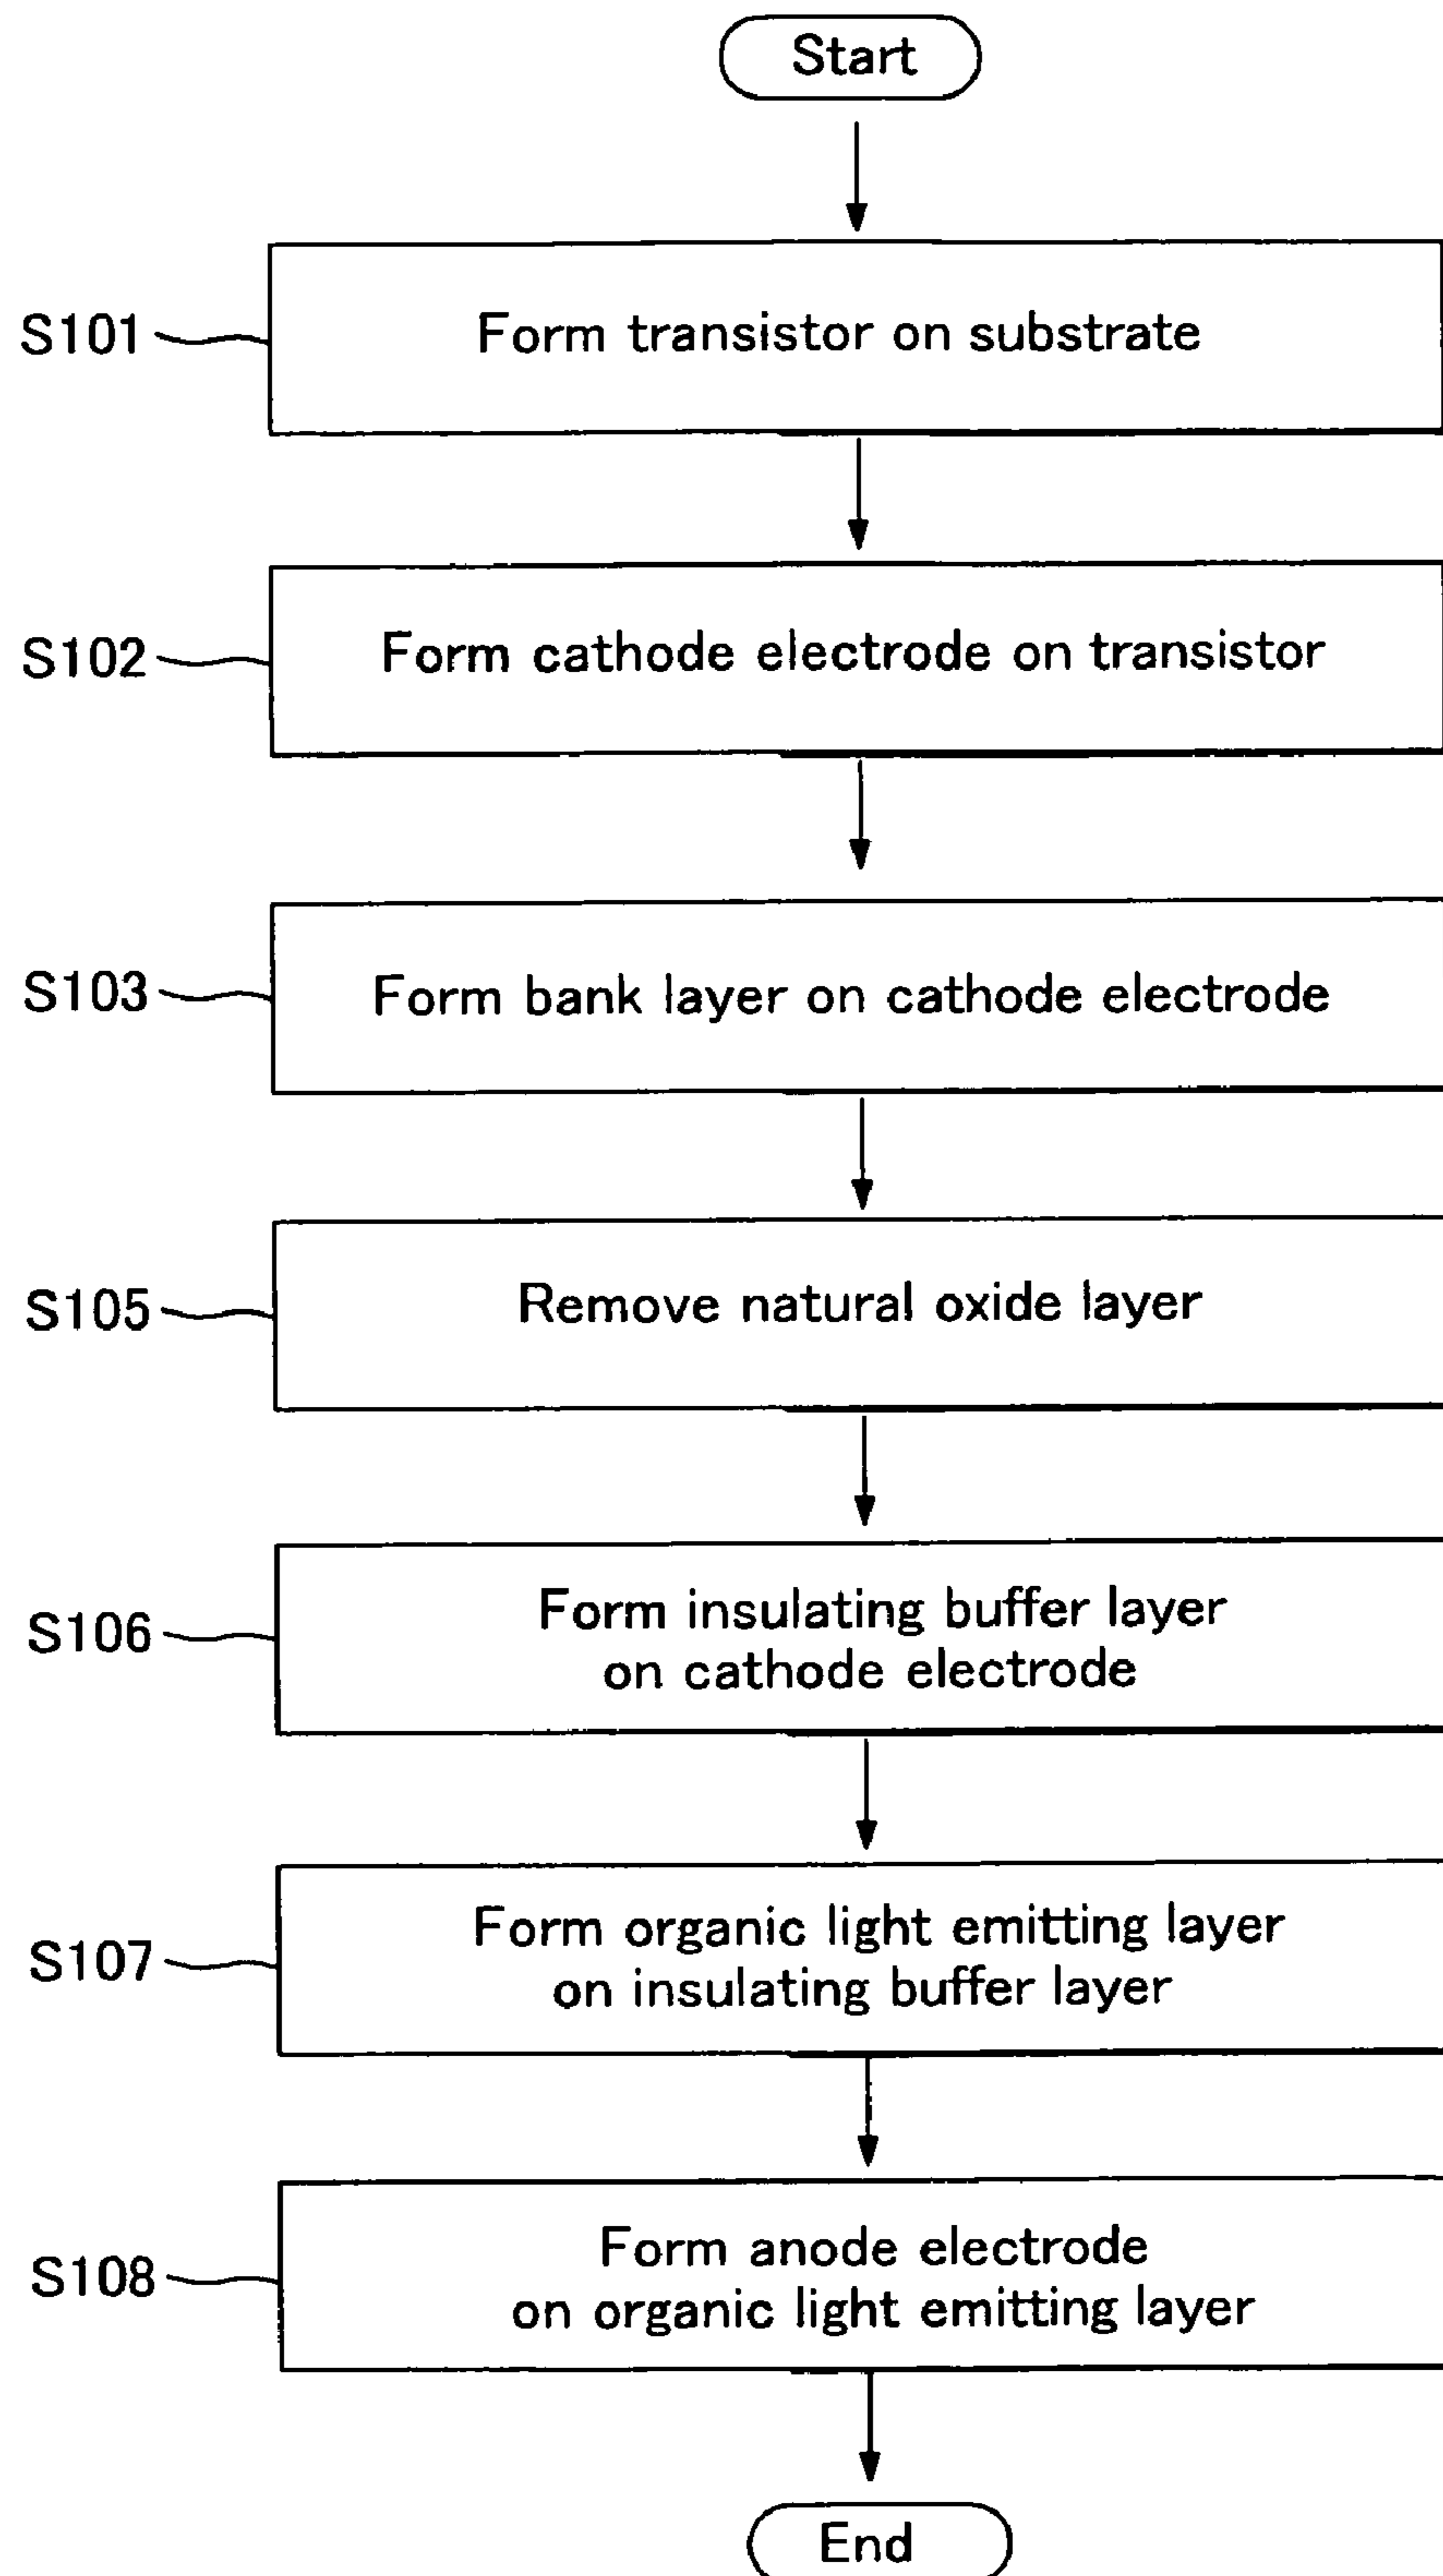 Start
S101
Form transistor on substrate
S102
Form cathode electrode on transistor
S103
Form bank layer on cathode electrode
S105
Remove natural oxide layer
S106
Form insulating buffer layer
on cathode electrode
S107
Form organic light emitting layer
on insulating buffer layer
S108
Form anode electrode
on organic light emitting layer
End